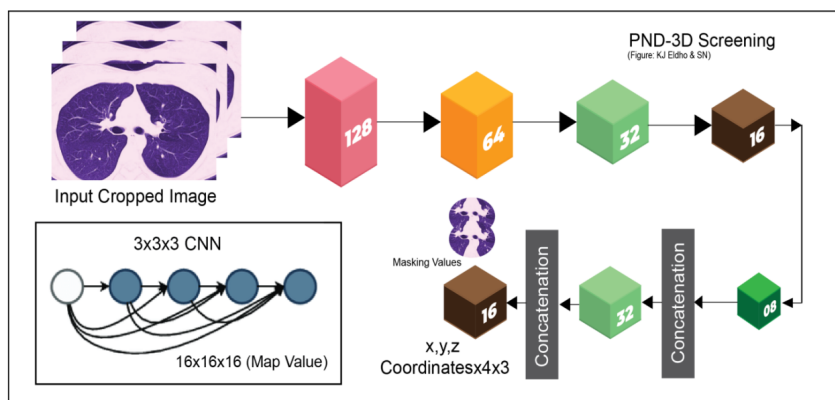 PND-3D Screening
(Figure: KJ Eldho & SN)
128
64
32
16
Input Cropped Image
3x3x3 CNN
16x16x16 (Map Value)
Masking Values
16
x,y,z
Coordinatesx4x3
Concatenation
32
Concatenation
08